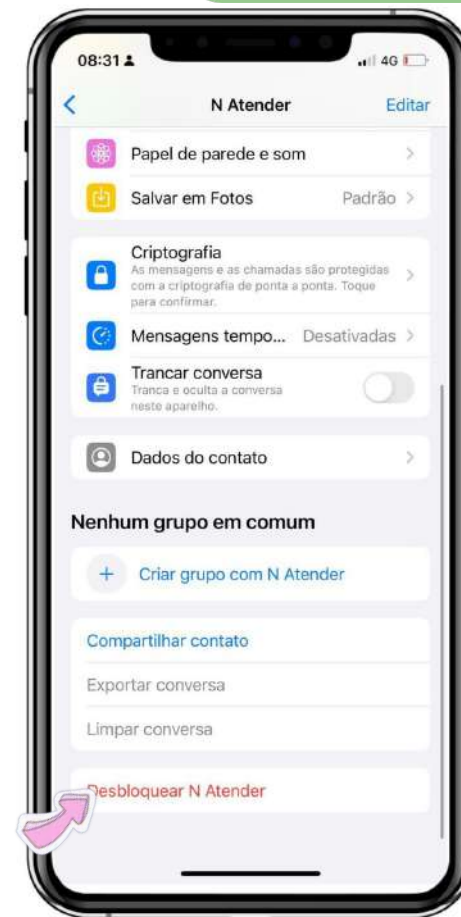 08:31
4G
N Atender
Editar
Papel de parede e som
Salvar em Fotos
Padrão
Criptografia
As mensagens e as chamadas são protegidas
com a criptografia de ponta a ponta. Toque
para confirmar.
Mensagens tempo...
Desativadas
Trancar conversa
Tranca e oculta a conversa
neste aparelho.
Dados do contato
Nenhum grupo em comum
Criar grupo com N Atender
Compartilhar contato
Exportar conversa
Limpar conversa
Desbloquear N Atender